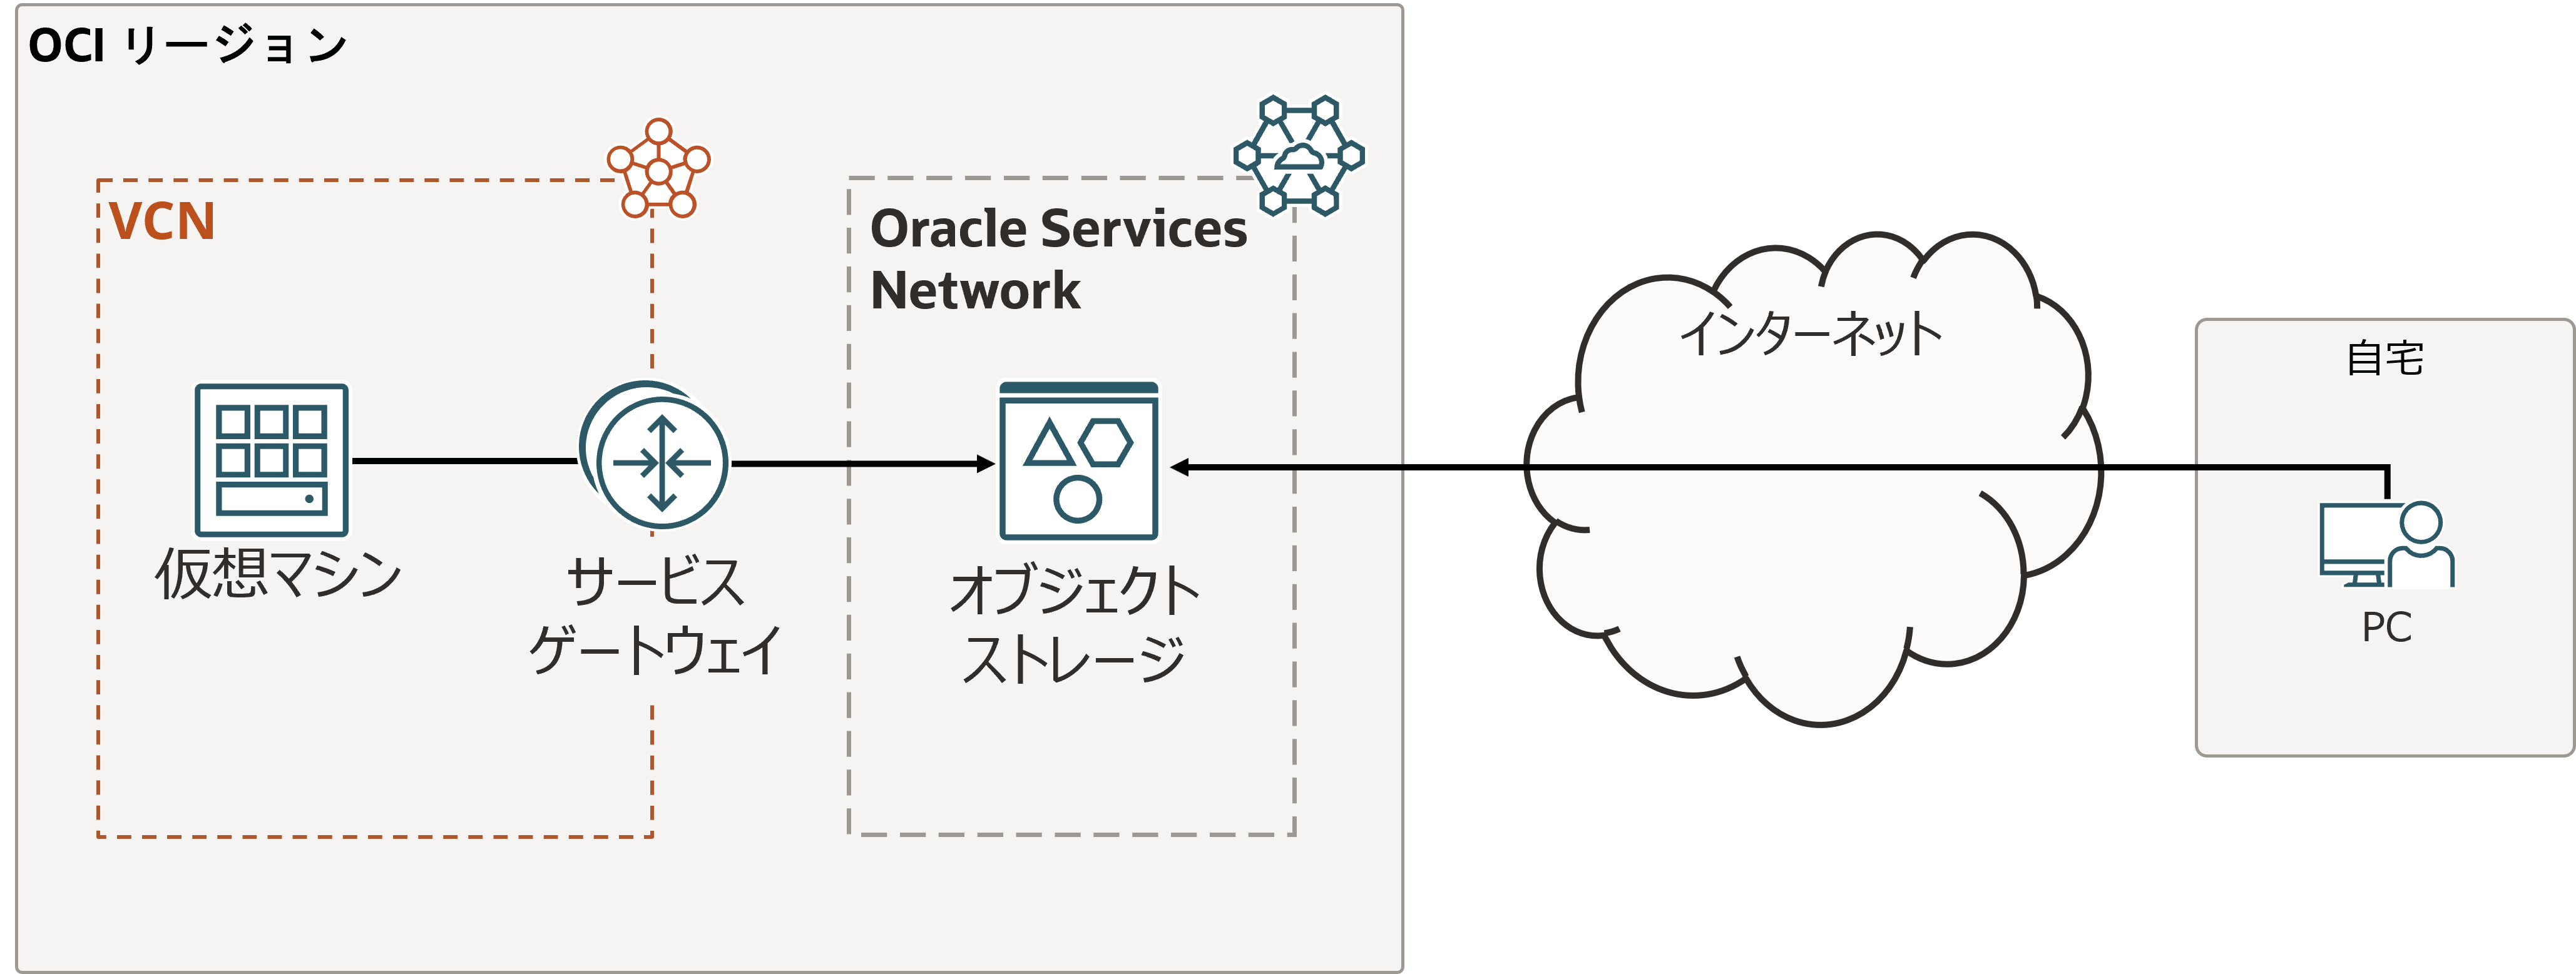 OCI リージョン
VCN
Oracle Services
Network
インターネット
自宅
仮想マシン
サービス
ゲートウェイ
オブジェクト
ストレージ
PC